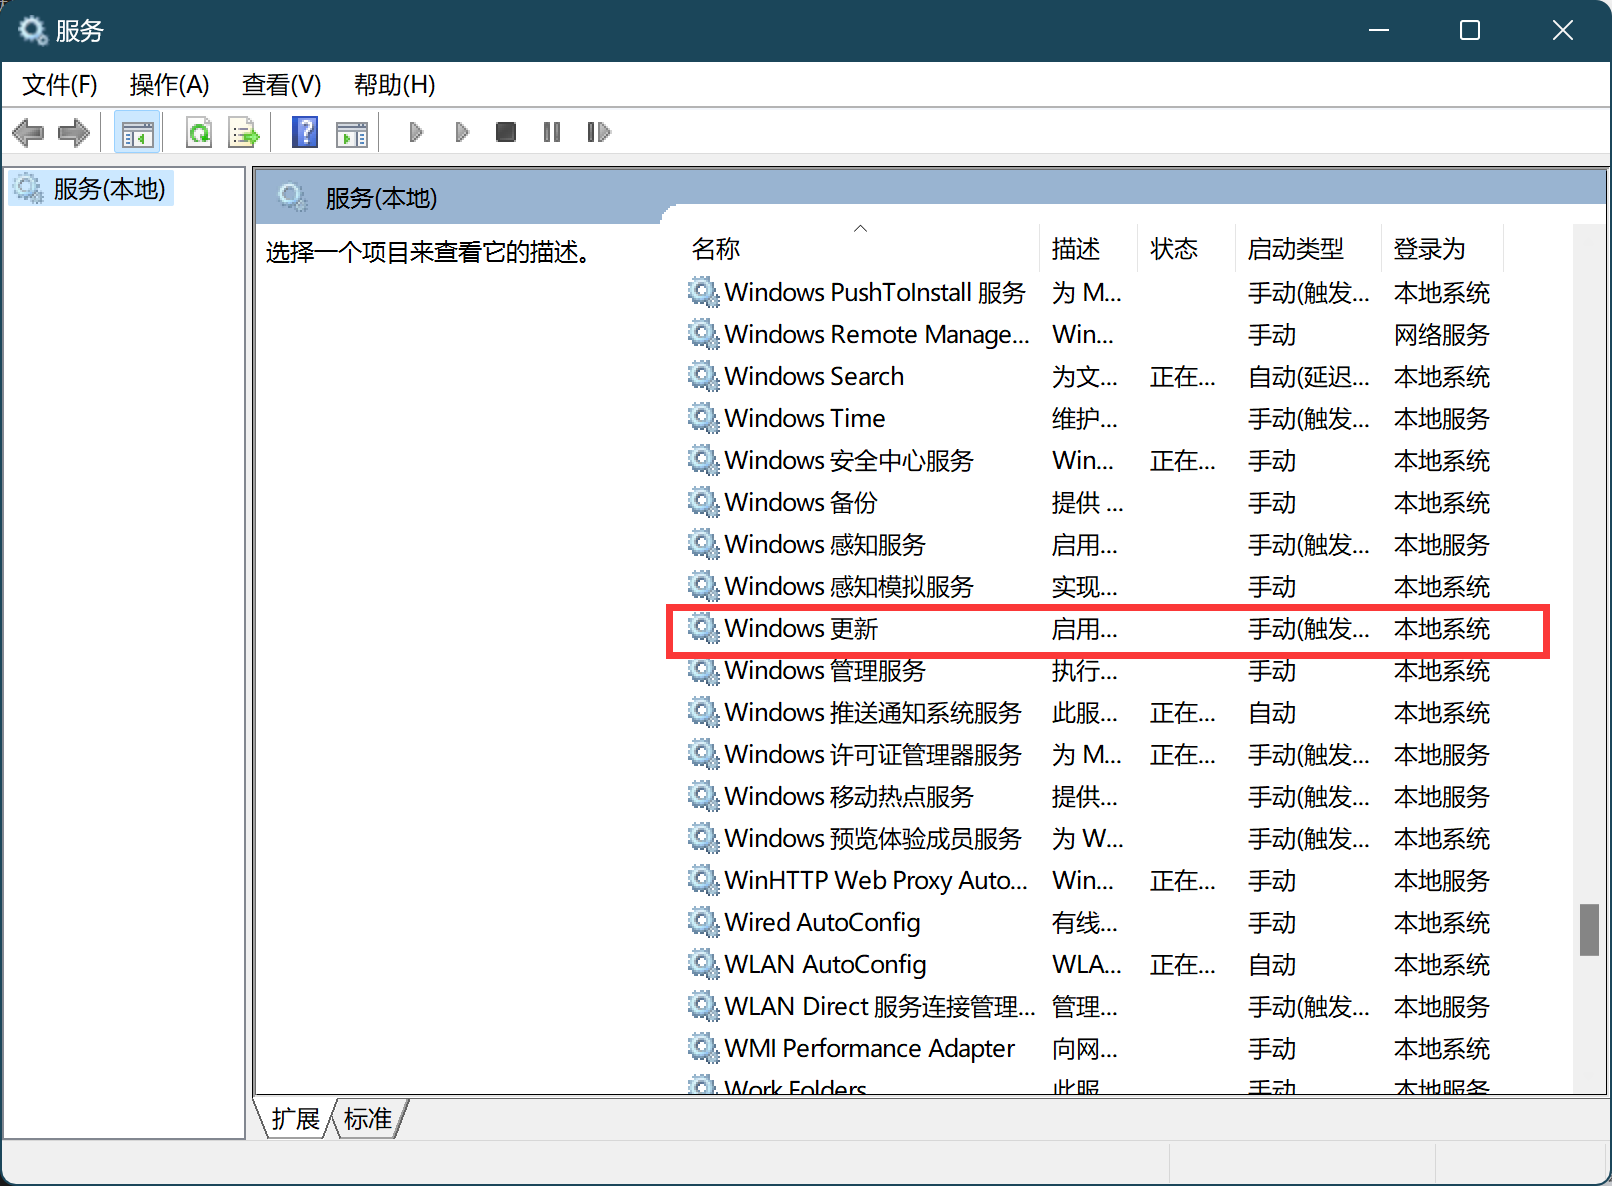 服务
文件(F) 操作(A) 查看(V) 帮助(H)
服务(本地)
服务(本地)
选择一个项目来查看它的描述。
名称 描述 状态 启动类型 登录为
Windows PushToInstall 服务 为 M... 手动(触发... 本地系统
Windows Remote Manage... Win... 手动 网络服务
Windows Search 为文... 正在... 自动(延迟... 本地系统
Windows Time 维护... 手动(触发... 本地服务
Windows 安全中心服务 Win... 正在... 手动 本地系统
Windows 备份 提供 ... 手动 本地系统
Windows 感知服务 启用... 手动(触发... 本地服务
Windows 感知模拟服务 实现... 手动 本地系统
Windows 更新 启用... 手动(触发... 本地系统
Windows 管理服务 执行... 手动 本地系统
Windows 推送通知系统服务 此服... 正在... 自动 本地系统
Windows 许可证管理器服务 为 M... 正在... 手动(触发... 本地服务
Windows 移动热点服务 提供... 手动(触发... 本地服务
Windows 预览体验成员服务 为 W... 手动(触发... 本地系统
WinHTTP Web Proxy Auto... Win... 正在... 手动 本地服务
Wired AutoConfig 有线... 手动 本地系统
WLAN AutoConfig WLA... 正在... 自动 本地系统
WLAN Direct 服务连接管理... 管理... 手动(触发... 本地服务
WMI Performance Adapter 向网... 手动 本地系统
Work Folders 此服 手动 本地服务
扩展 标准